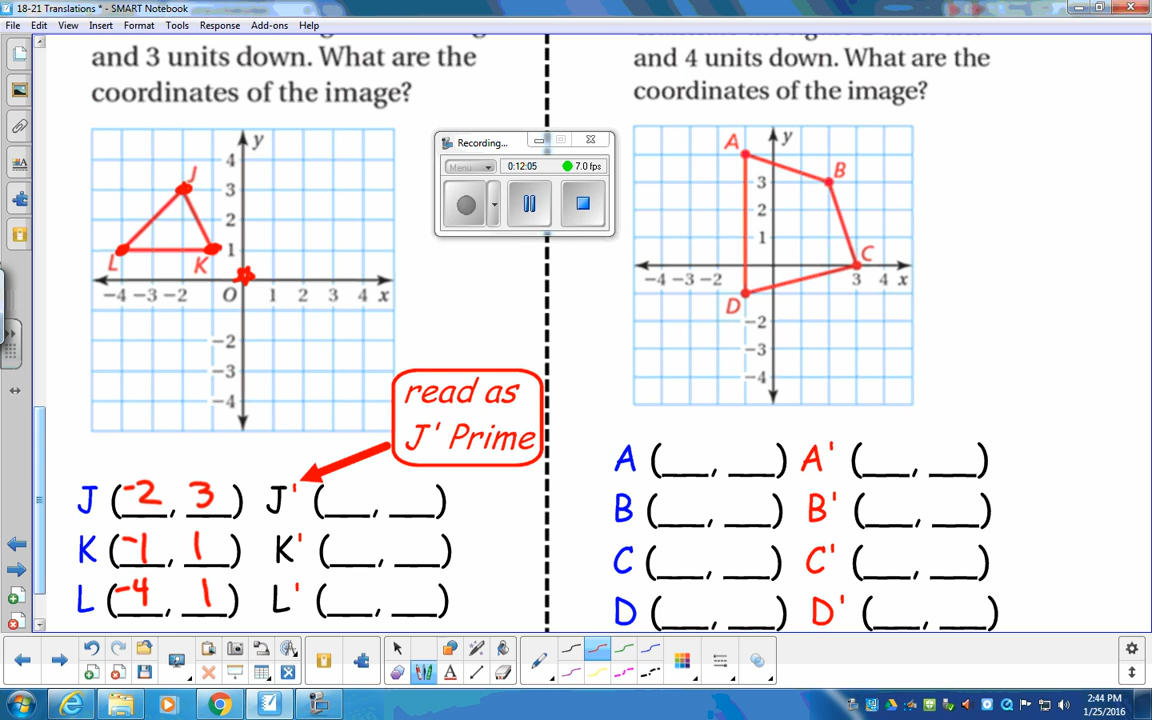 18-21 Translations * - SMART Notebook
File Edit View Insert Format Tools Response Add-ons Help
and 3 units down. What are the
coordinates of the image?
y
4
3
2
1
J
L
K
-4 -3 -2 O 1 2 3 4 x
-2
-3
-4
read as
J' Prime
J (-2, 3) J' (__, __)
K (-1, 1) K' (__, __)
L (-4, 1) L' (__, __)
Recording...
Menu 0:12:05 7.0 fps
and 4 units down. What are the
coordinates of the image?
A
y
B
3
2
1
C
-4 -3 -2 3 4 x
D
-2
-3
-4
A (__, __) A' (__, __)
B (__, __) B' (__, __)
C (__, __) C' (__, __)
D (__, __) D' (__, __)
2:44 PM
1/25/2016